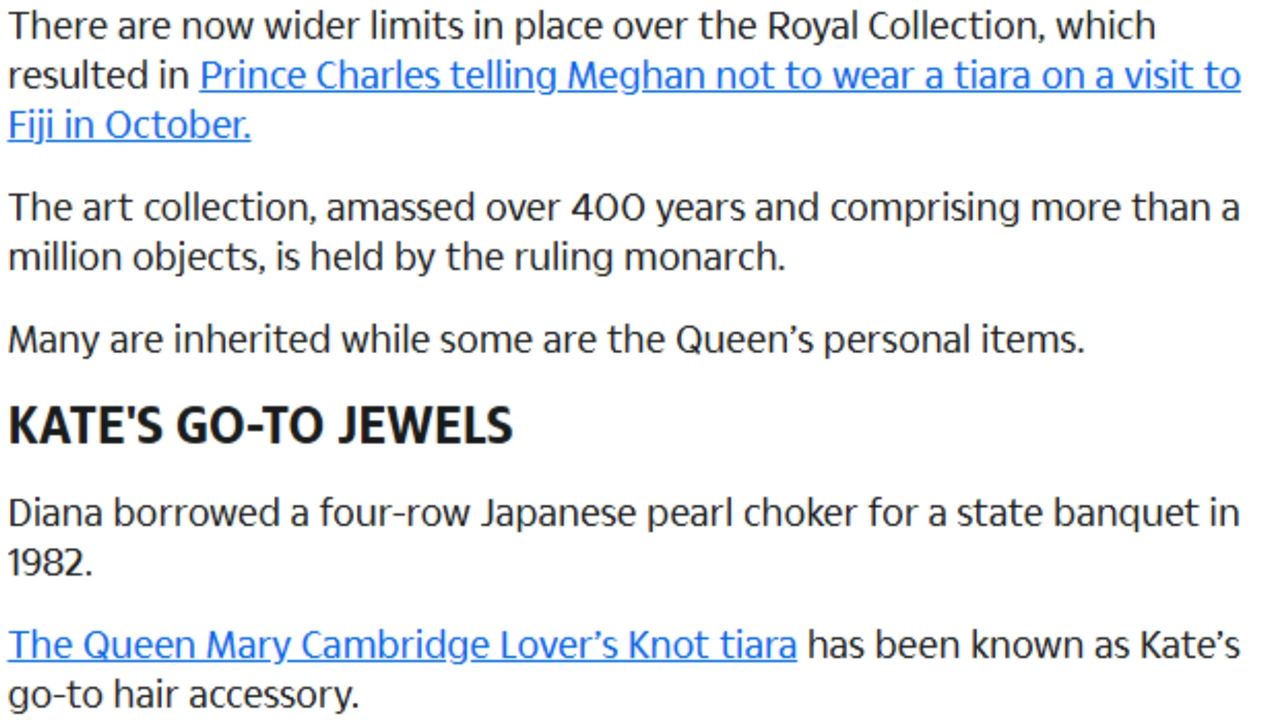 There are now wider limits in place over the Royal Collection, which
resulted in Prince Charles telling Meghan not to wear a tiara on a visit to
Fiji in October.
The art collection, amassed over 400 years and comprising more than a
million objects, is held by the ruling monarch.
Many are inherited while some are the Queen’s personal items.
KATE'S GO-TO JEWELS
Diana borrowed a four-row Japanese pearl choker for a state banquet in
1982.
The Queen Mary Cambridge Lover’s Knot tiara has been known as Kate’s
go-to hair accessory.